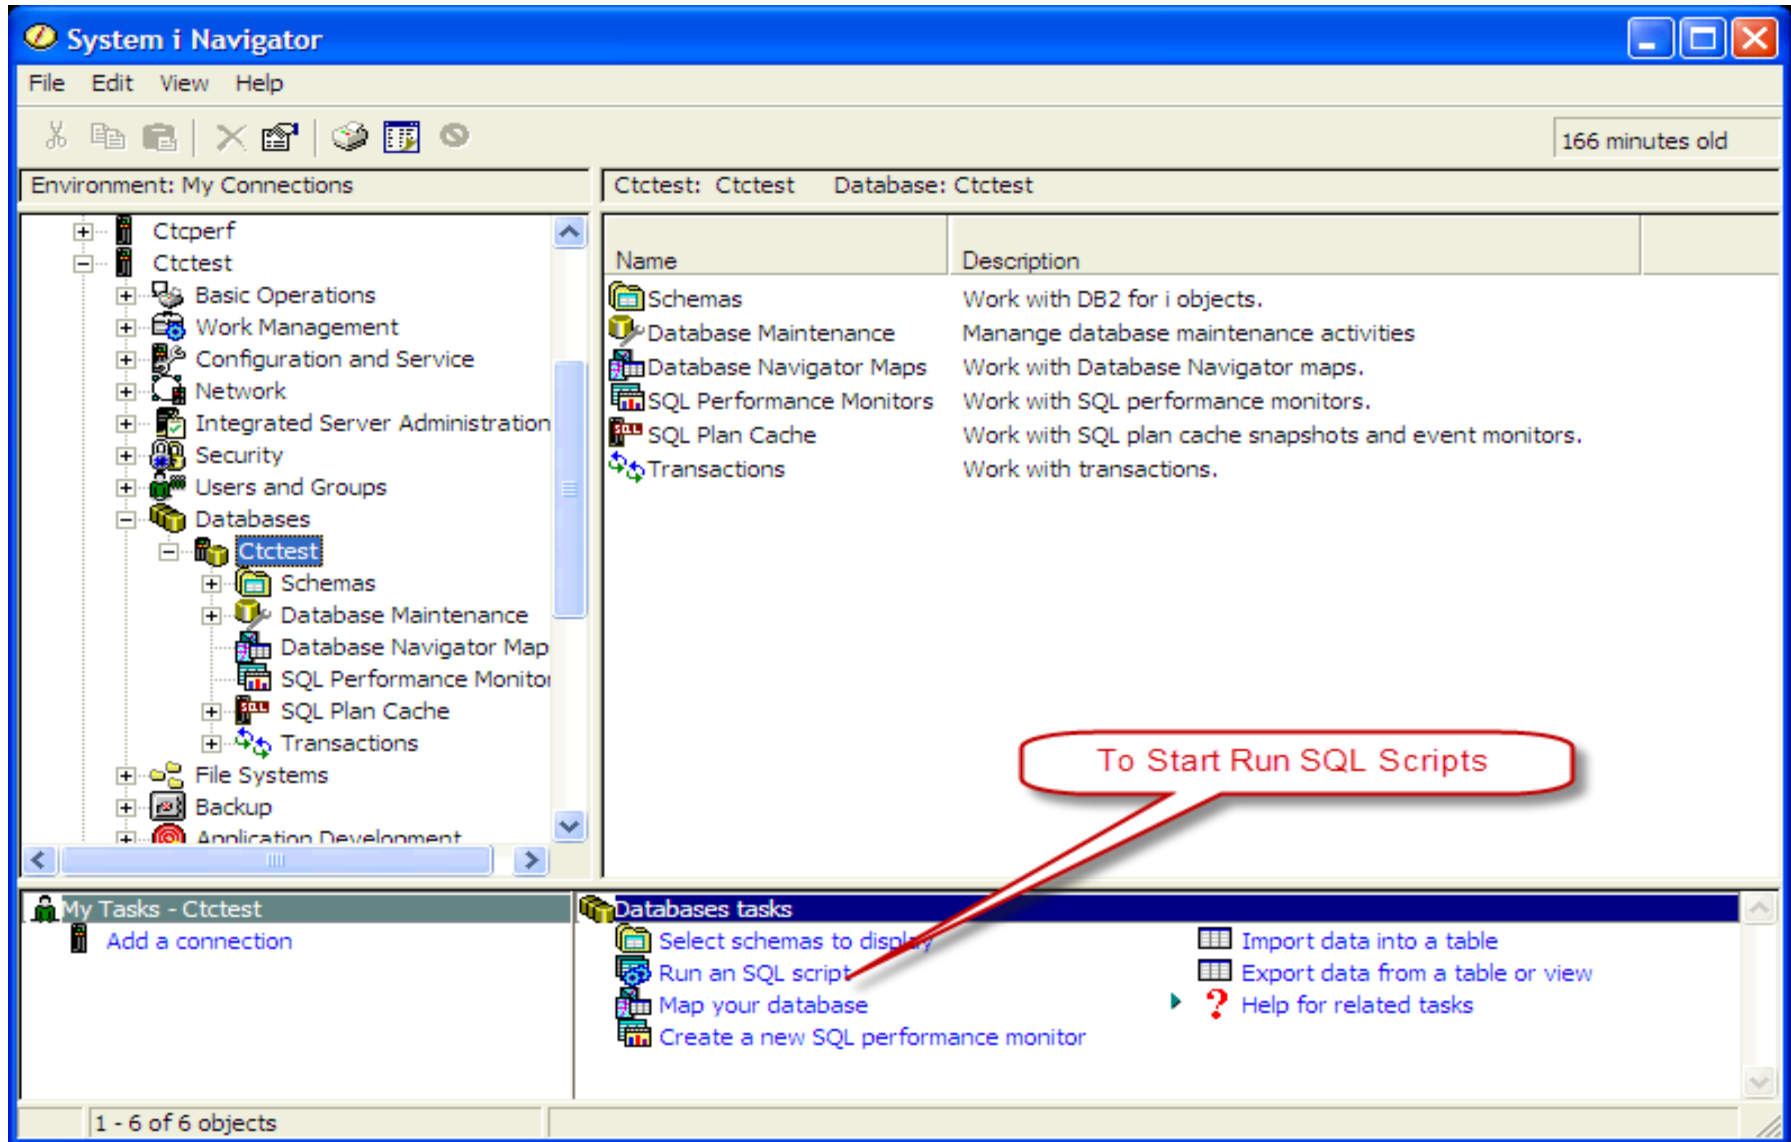 System i Navigator
File Edit View Help
166 minutes old
Environment: My Connections
Ctctest: Ctctest Database: Ctctest
Ctcperf
Ctctest
Basic Operations
Work Management
Configuration and Service
Network
Integrated Server Administration
Security
Users and Groups
Databases
Ctctest
Schemas
Database Maintenance
Database Navigator Map
SQL Performance Monitor
SQL Plan Cache
Transactions
File Systems
Backup
Application Development
Name Description
Schemas Work with DB2 for i objects.
Database Maintenance Manange database maintenance activities
Database Navigator Maps Work with Database Navigator maps.
SQL Performance Monitors Work with SQL performance monitors.
SQL Plan Cache Work with SQL plan cache snapshots and event monitors.
Transactions Work with transactions.
To Start Run SQL Scripts
My Tasks - Ctctest
Add a connection
Databases tasks
Select schemas to display
Run an SQL script
Map your database
Create a new SQL performance monitor
Import data into a table
Export data from a table or view
Help for related tasks
1 - 6 of 6 objects